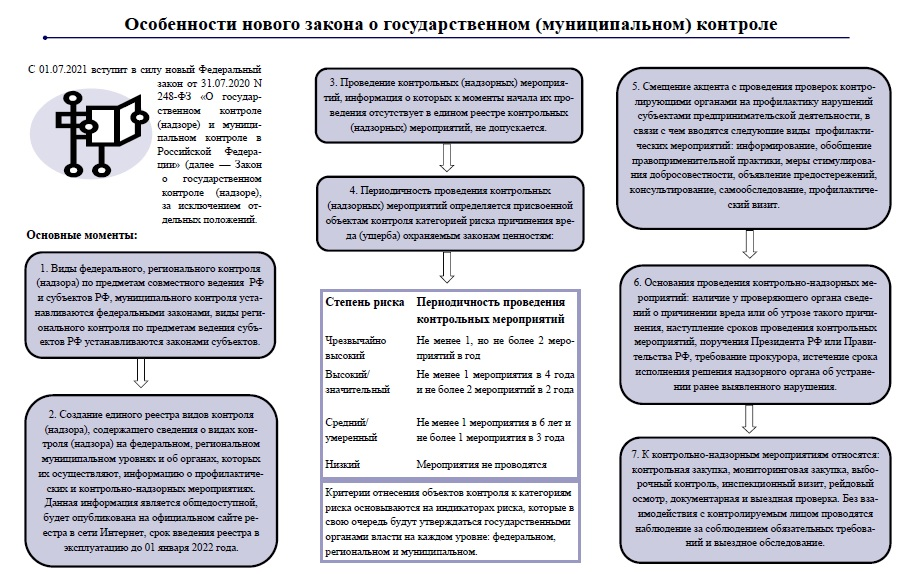 Особенности нового закона о государственном (муниципальном) контроле
С 01.07.2021 вступит в силу новый Федеральный
закон от 31.07.2020 N
248-ФЗ «О государ-
ственном контроле
(надзоре) и муници-
пальном контроле в
Российской Федера-
ции» (далее — Закон
о государственном
контроле (надзоре),
за исключением от-
дельных положений.
Основные моменты:
1. Виды федерального, регионального контроля
(надзора) по предметам совместного ведения РФ
и субъектов РФ, муниципального контроля уста-
навливаются федеральными законами, виды реги-
онального контроля по предметам ведения субъ-
ектов РФ устанавливаются законами субъектов.
2. Создание единого реестра видов контроля
(надзора), содержащего сведения о видах кон-
троля (надзора) на федеральном, региональном
муниципальном уровнях и об органах, которых
их осуществляют, информацию о профилактиче-
ских и контрольно-надзорных мероприятиях.
Данная информация является общедоступной,
будет опубликована на официальном сайте ре-
естра в сети Интернет, срок введения реестра в
эксплуатацию до 01 января 2022 года.
3. Проведение контрольных (надзорных) мероприя-
тий, информация о которых к моменты начала их про-
ведения отсутствует в едином реестре контрольных
(надзорных) мероприятий, не допускается.
4. Периодичность проведения контрольных
(надзорных) мероприятий определяется присвоенной
объектам контроля категорией риска причинения вре-
да (ущерба) охраняемым законам ценностям:
Степень риска Периодичность проведения
контрольных мероприятий
Чрезвычайно Не менее 1, но не более 2 меро-
высокий приятий в год
Высокий/ Не менее 1 мероприятия в 4 года
значительный и не более 2 мероприятий в 2 года
Средний/ Не менее 1 мероприятия в 6 лет и
умеренный не более 1 мероприятия в 3 года
Низкий Мероприятия не проводятся
Критерии отнесения объектов контроля к категориям
риска основываются на индикаторах риска, которые в
свою очередь будут утверждаться государственными
органами власти на каждом уровне: федеральном,
региональном и муниципальном.
5. Смещение акцента с проведения проверок контро-
лирующими органами на профилактику нарушений
субъектами предпринимательской деятельности, в
связи с чем вводятся следующие виды профилакти-
ческих мероприятий: информирование, обобщение
правоприменительной практики, меры стимулирова-
ния добросовестности, объявление предостережений,
консультирование, самообследование, профилактиче-
ский визит.
6. Основания проведения контрольно-надзорных ме-
роприятий: наличие у проверяющего органа сведе-
ний о причинении вреда или об угрозе такого причи-
нения, наступление сроков проведения контрольных
мероприятий, поручения Президента РФ или Прави-
тельства РФ, требование прокурора, истечение срока
исполнения решения надзорного органа об устране-
нии ранее выявленного нарушения.
7. К контрольно-надзорным мероприятиям относятся:
контрольная закупка, мониторинговая закупка, выбо-
рочный контроль, инспекционный визит, рейдовый
осмотр, документарная и выездная проверка. Без вза-
имодействия с контролируемым лицом проводятся
наблюдение за соблюдением обязательных требова-
ний и выездное обследование.